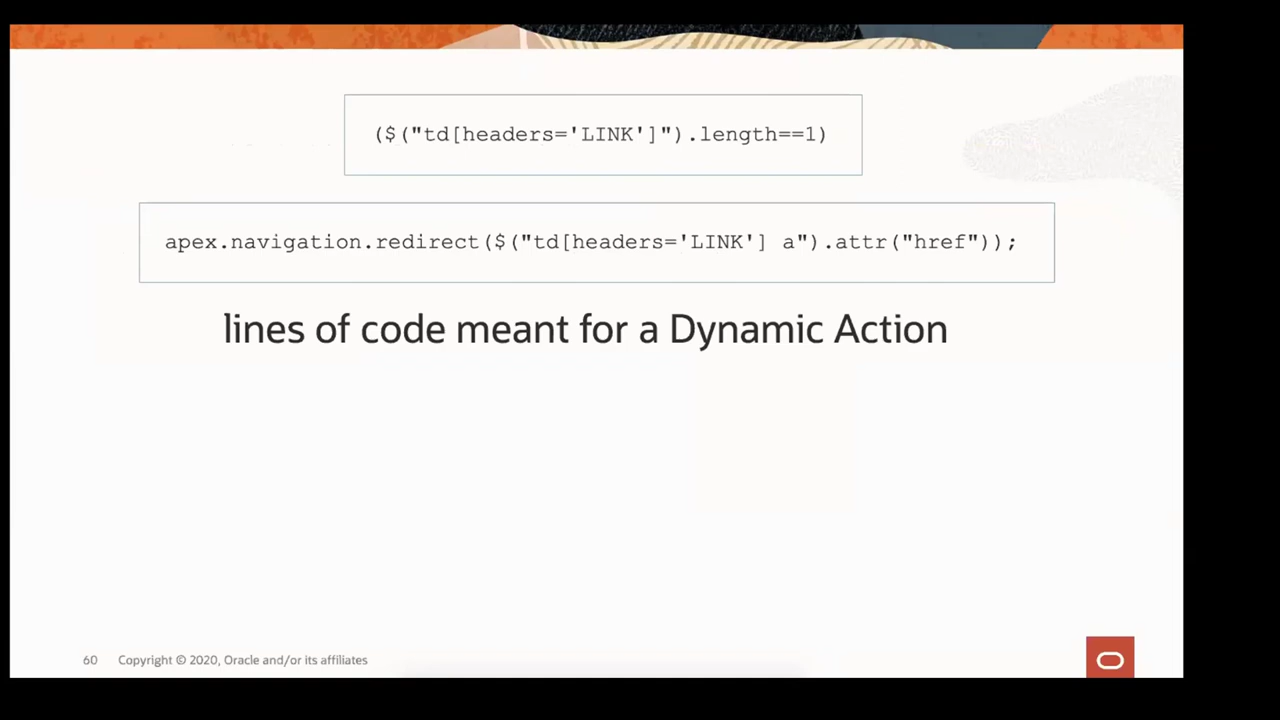 ($("td[headers='LINK']").length==1)
apex.navigation.redirect($("td[headers='LINK'] a").attr("href"));
lines of code meant for a Dynamic Action
60 Copyright © 2020, Oracle and/or its affiliates